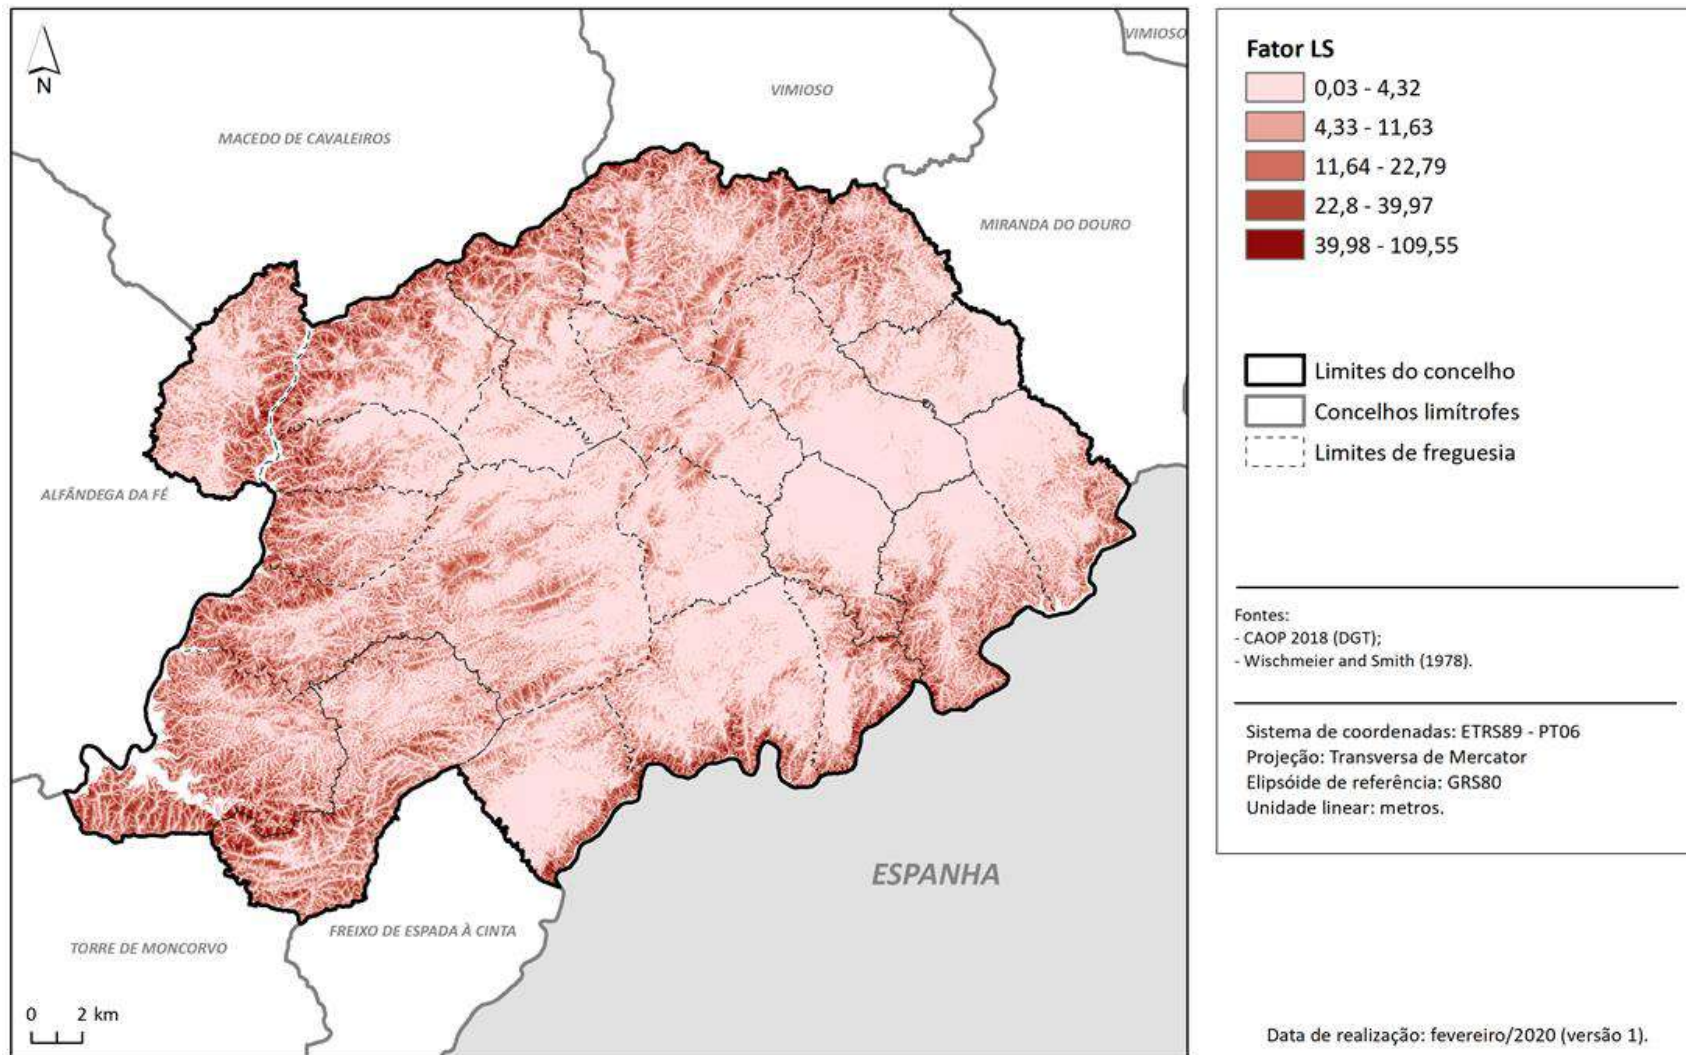 VIMIOSO
VIMIOSO
MACEDO DE CAVALEIROS
MIRANDA DO DOURO
ALFÂNDEGA DA FÉ
ESPANHA
FREIXO DE ESPADA À CINTA
TORRE DE MONCORVO
N
0 2 km
Fator LS
0,03 - 4,32
4,33 - 11,63
11,64 - 22,79
22,8 - 39,97
39,98 - 109,55
Limites do concelho
Concelhos limítrofes
Limites de freguesia
Fontes:
- CAOP 2018 (DGT);
- Wischmeier and Smith (1978).
Sistema de coordenadas: ETRS89 - PT06
Projeção: Transversa de Mercator
Elipsóide de referência: GRS80
Unidade linear: metros.
Data de realização: fevereiro/2020 (versão 1).